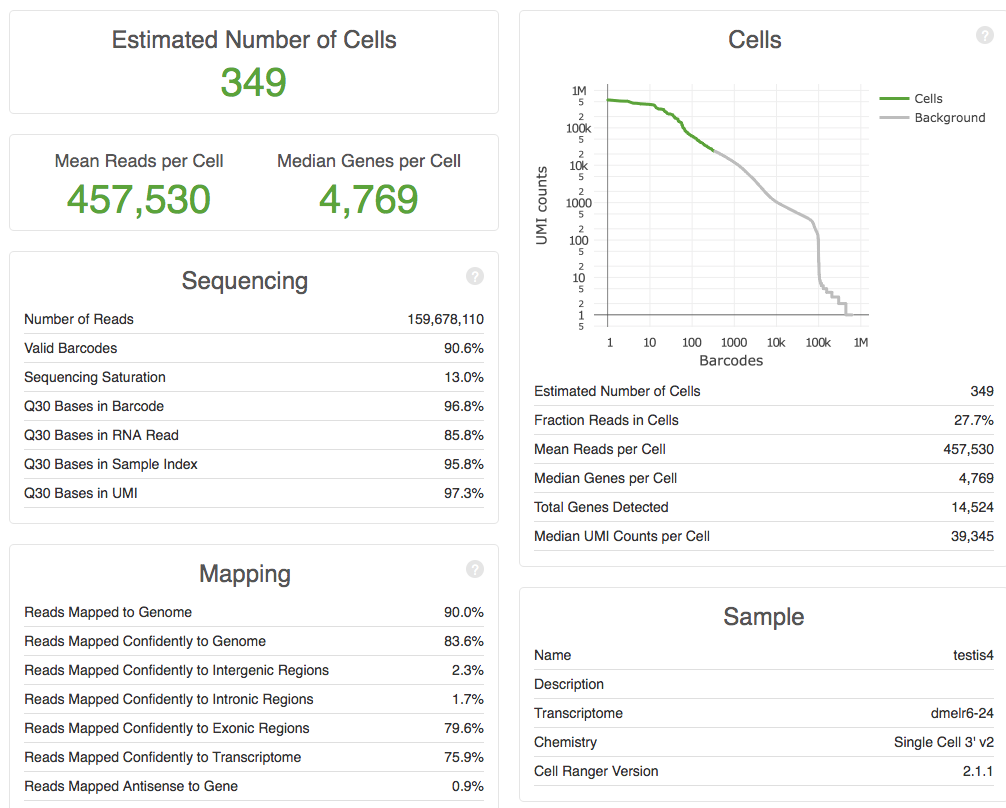 Estimated Number of Cells
349
Mean Reads per Cell Median Genes per Cell
457,530 4,769
Sequencing ?
Number of Reads 159,678,110
Valid Barcodes 90.6%
Sequencing Saturation 13.0%
Q30 Bases in Barcode 96.8%
Q30 Bases in RNA Read 85.8%
Q30 Bases in Sample Index 95.8%
Q30 Bases in UMI 97.3%
Mapping ?
Reads Mapped to Genome 90.0%
Reads Mapped Confidently to Genome 83.6%
Reads Mapped Confidently to Intergenic Regions 2.3%
Reads Mapped Confidently to Intronic Regions 1.7%
Reads Mapped Confidently to Exonic Regions 79.6%
Reads Mapped Confidently to Transcriptome 75.9%
Reads Mapped Antisense to Gene 0.9%
Cells ?
1M
5
2
100k
5
2
10k
5
2
1000
5
2
100
5
2
10
5
2
1
5
UMI counts
1 10 100 1000 10k 100k 1M
Barcodes
Cells
Background
Estimated Number of Cells 349
Fraction Reads in Cells 27.7%
Mean Reads per Cell 457,530
Median Genes per Cell 4,769
Total Genes Detected 14,524
Median UMI Counts per Cell 39,345
Sample
Name testis4
Description
Transcriptome dmelr6-24
Chemistry Single Cell 3' v2
Cell Ranger Version 2.1.1